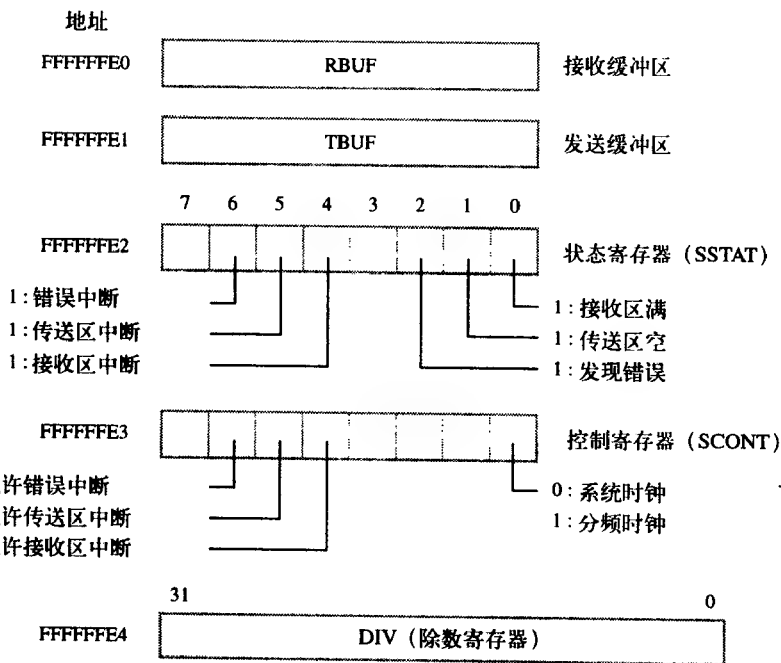 地址
FFFFFFE0 RBUF 接收缓冲区
FFFFFFE1 TBUF 发送缓冲区
7 6 5 4 3 2 1 0
FFFFFFE2 状态寄存器（SSTAT）
1:错误中断
1:传送区中断
1:接收区中断
1:接收区满
1:传送区空
1:发现错误
FFFFFFE3 控制寄存器（SCONT）
许错误中断
许传送区中断
许接收区中断
0:系统时钟
1:分频时钟
31 0
FFFFFFE4 DIV（除数寄存器）